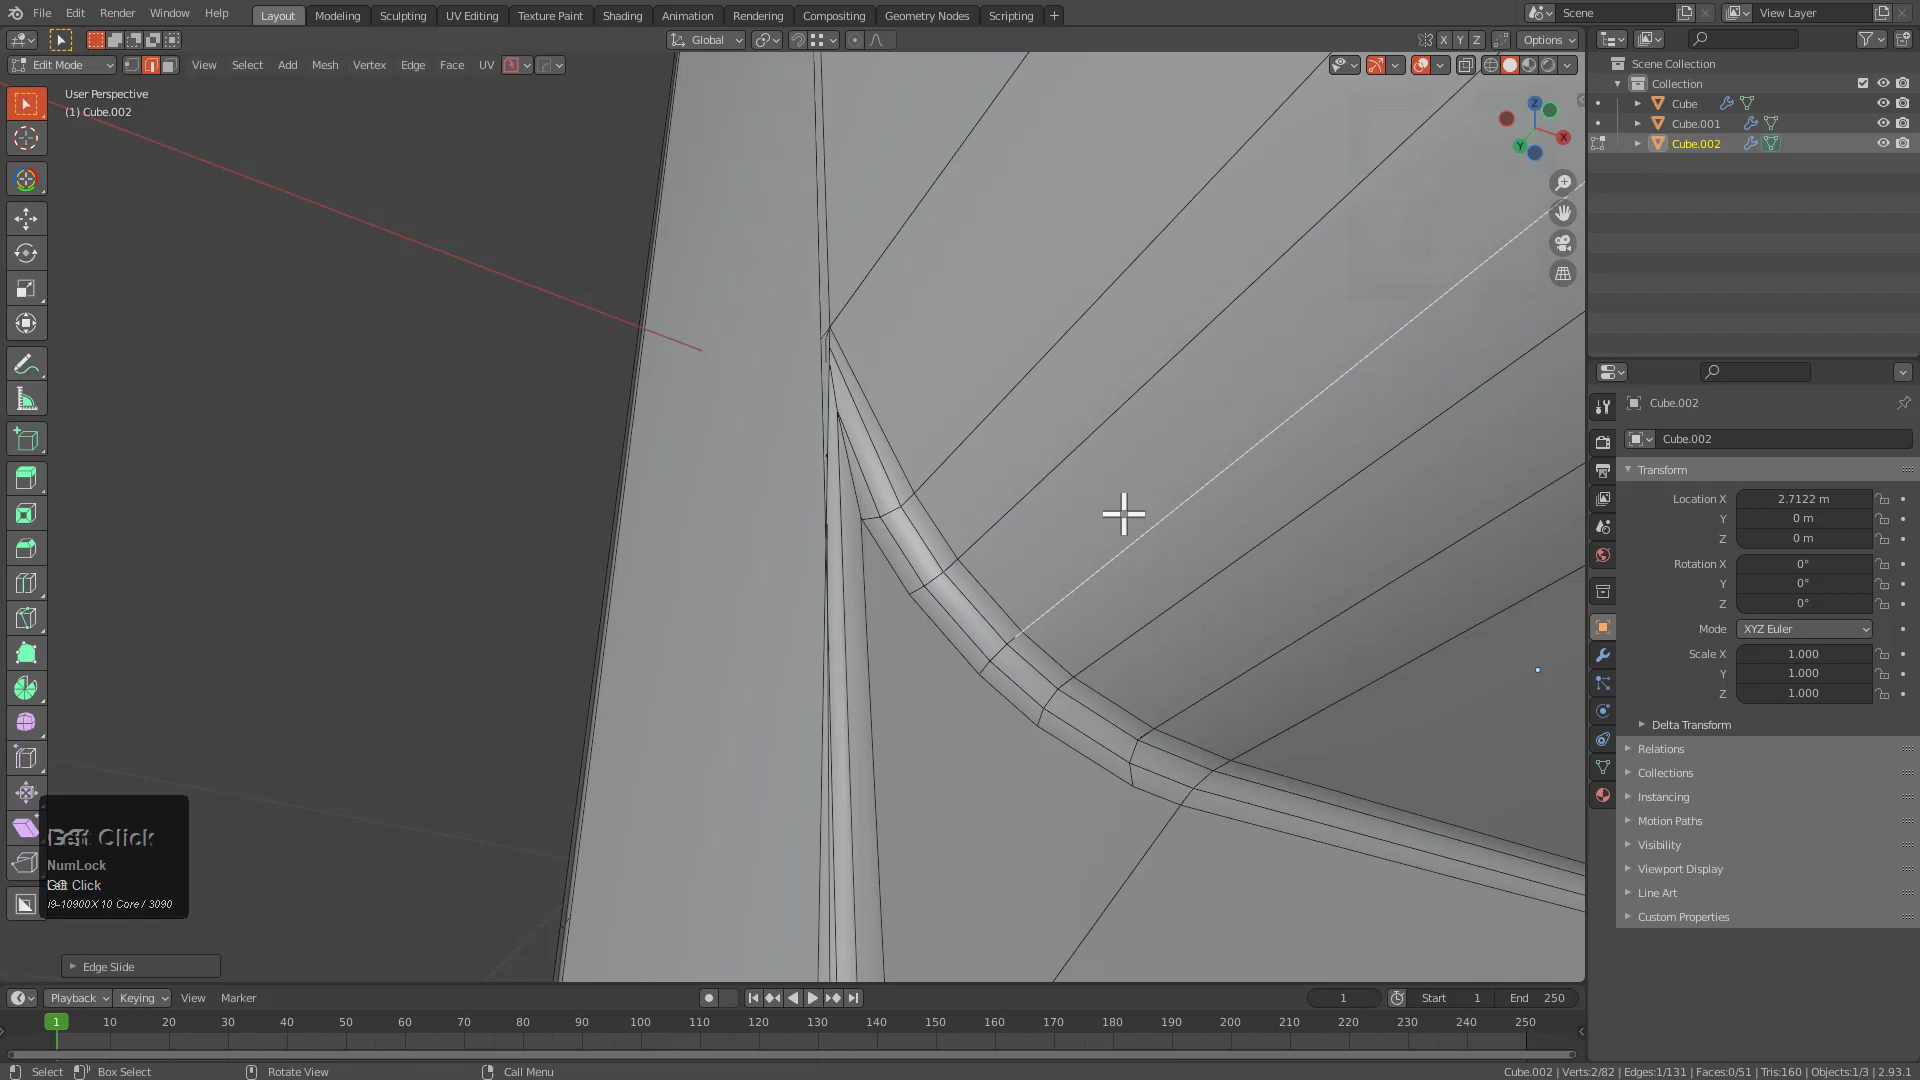 File Edit Render Window Help Layout Modeling Sculpting UV Editing Texture Paint Shading Animation Rendering Compositing Geometry Nodes Scripting + Scene View Layer
Global X Y Z Options
Edit Mode View Select Add Mesh Vertex Edge Face UV
User Perspective
(1) Cube.002
Z
X
Y
Scene Collection
Collection
Cube
Cube.001
Cube.002
Cube.002
Cube.002
Transform
Location X 2.7122 m
Y 0 m
Z 0 m
Rotation X 0°
Y 0°
Z 0°
Mode XYZ Euler
Scale X 1.000
Y 1.000
Z 1.000
Delta Transform
Relations
Collections
Instancing
Motion Paths
Visibility
Viewport Display
Line Art
Custom Properties
Click
NumLock
Click
i9-10900X 10 Core / 3090
Edge Slide
Playback Keying View Marker 1 Start 1 End 250
1 10 20 30 40 50 60 70 80 90 100 110 120 130 140 150 160 170 180 190 200 210 220 230 240 250
Select Box Select Rotate View Call Menu Cube.002 | Verts:2/82 | Edges:1/131 | Faces:0/51 | Tris:160 | Objects:1/3 | 2.93.1